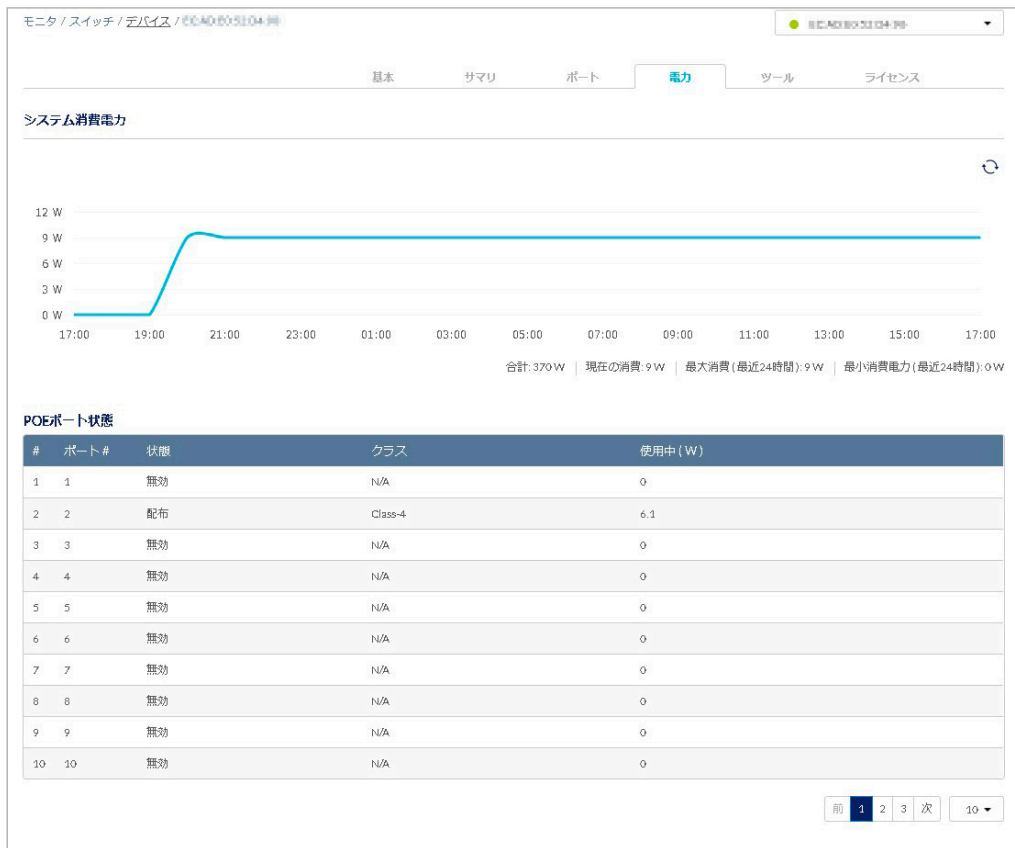 モニタ / スイッチ / デバイス /
基本 サマリ ポート 電力 ツール ライセンス
システム消費電力
12 W
9 W
6 W
3 W
0 W
17:00 19:00 21:00 23:00 01:00 03:00 05:00 07:00 09:00 11:00 13:00 15:00 17:00
合計: 370 W | 現在の消費: 9 W | 最大消費 (最近24時間): 9 W | 最小消費電力 (最近24時間): 0 W
POEポート状態
# ポート # 状態 クラス 使用中 ( W )
1 1 無効 N/A 0
2 2 配布 Class-4 6.1
3 3 無効 N/A 0
4 4 無効 N/A 0
5 5 無効 N/A 0
6 6 無効 N/A 0
7 7 無効 N/A 0
8 8 無効 N/A 0
9 9 無効 N/A 0
10 10 無効 N/A 0
前 1 2 3 次 10